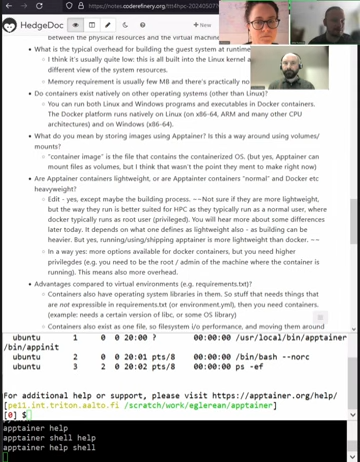 https://notes.coderefinery.org/ttt4hpc-20240507
HedgeDoc
New
between the physical resources and the virtual machine
What is the typical overhead for building the guest system at runtime
I think it's usually quite low: this is all built into the Linux kernel a
different view of the system resources.
Memory requirement is usually few MB and there's practically no
Do containers exist natively on other operating systems (other than Linux)?
You can run both Linux and Windows programs and executables in Docker containers.
The Docker platform runs natively on Linux (on x86-64, ARM and many other CPU
architectures) and on Windows (x86-64).
What do you mean by storing images using Apptainer? Is this a way around using volumes/
mounts?
"container image" is the file that contains the containerized OS. (but yes, Apptainer can
mount files as volumes, but I think that wasn't the point they ment to make right now)
Are Apptainer containers lightweight, or are Apptainter containers "normal" and Docker etc
heavyweight?
Edit - yes, except maybe the building process. ~~Not sure if they are more lightweight,
but the way they run is better suited for HPC as they typically run as a normal user, where
docker typically runs as root user (privileged). You will hear more about some differences
later today. It depends on what one defines as lightweight also - as building can be
heavier. But yes, running/using/shipping apptainer is more lightweight than docker. ~~
In a way yes: more options available for docker containers, but you need higher
privilegdes (e.g. you need to be the root / admin of the machine where the container is
running). This means also more overhead.
Advantages compared to virtual environments (e.g. requirements.txt)?
Containers also have operating system libraries in them. So stuff that needs things that
are not expressible in requirements.txt (or environment.yml), then you need containers.
(example: needs a certain version of libc, or some OS library)
Containers also exist as one file, so filesystem i/o performance, and moving them around
ubuntu 1 0 0 20:00 ? 00:00:00 /usr/local/bin/apptainer
/bin/appinit
ubuntu 2 0 0 20:01 pts/8 00:00:00 /bin/bash --norc
ubuntu 3 2 0 20:02 pts/8 00:00:00 ps -ef
For additional help or support, please visit https://apptainer.org/help/
[pe11.int.triton.aalto.fi /scratch/work/eglerean/apptainer]
[0] $
apptainer help
apptainer shell help
apptainer help shell